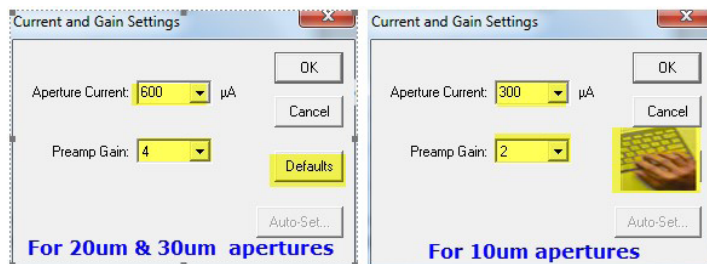 Current and Gain Settings
OK
Aperture Current: 600 µA
Cancel
Preamp Gain: 4
Defaults
Auto-Set...
For 20um & 30um apertures
Current and Gain Settings
OK
Aperture Current: 300 µA
Cancel
Preamp Gain: 2
Auto-Set...
For 10um apertures